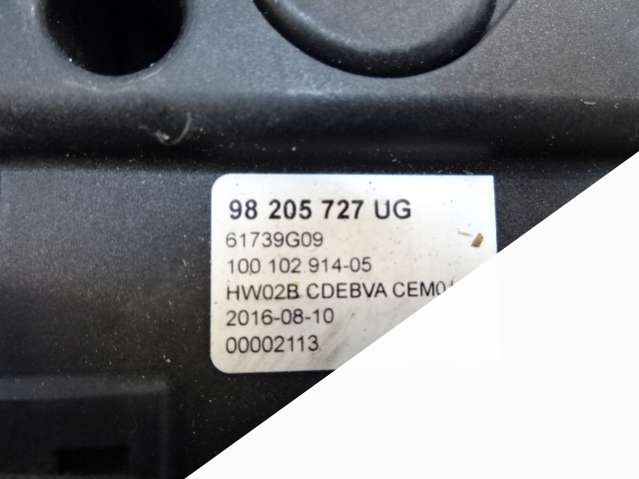 98 205 727 UG
61739G09
100 102 914-05
HW02B CDEBVA
2016-08-10
00002113